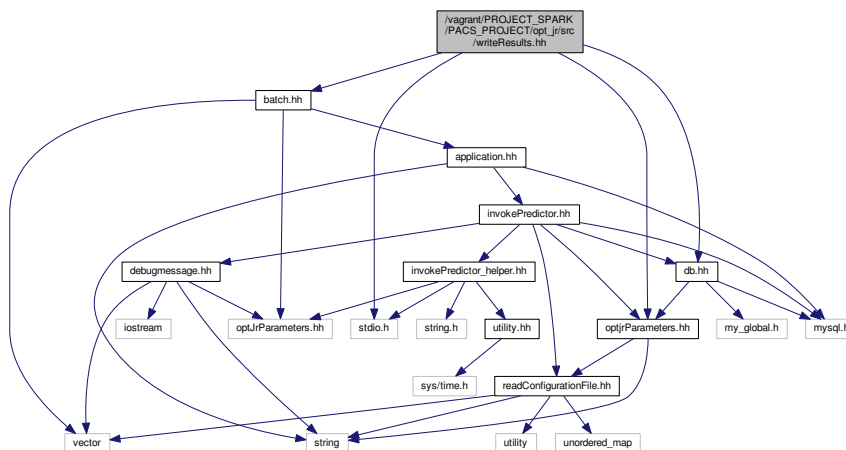 /vagrant/PROJECT_SPARK
/PACS_PROJECT/opt_jr/src
/writeResults.hh
batch.hh
application.hh
invokePredictor.hh
debugmessage.hh
invokePredictor_helper.hh
db.hh
iostream
optJrParameters.hh
stdio.h
string.h
utility.hh
optjrParameters.hh
my_global.h
mysql.h
sys/time.h
readConfigurationFile.hh
vector
string
utility
unordered_map